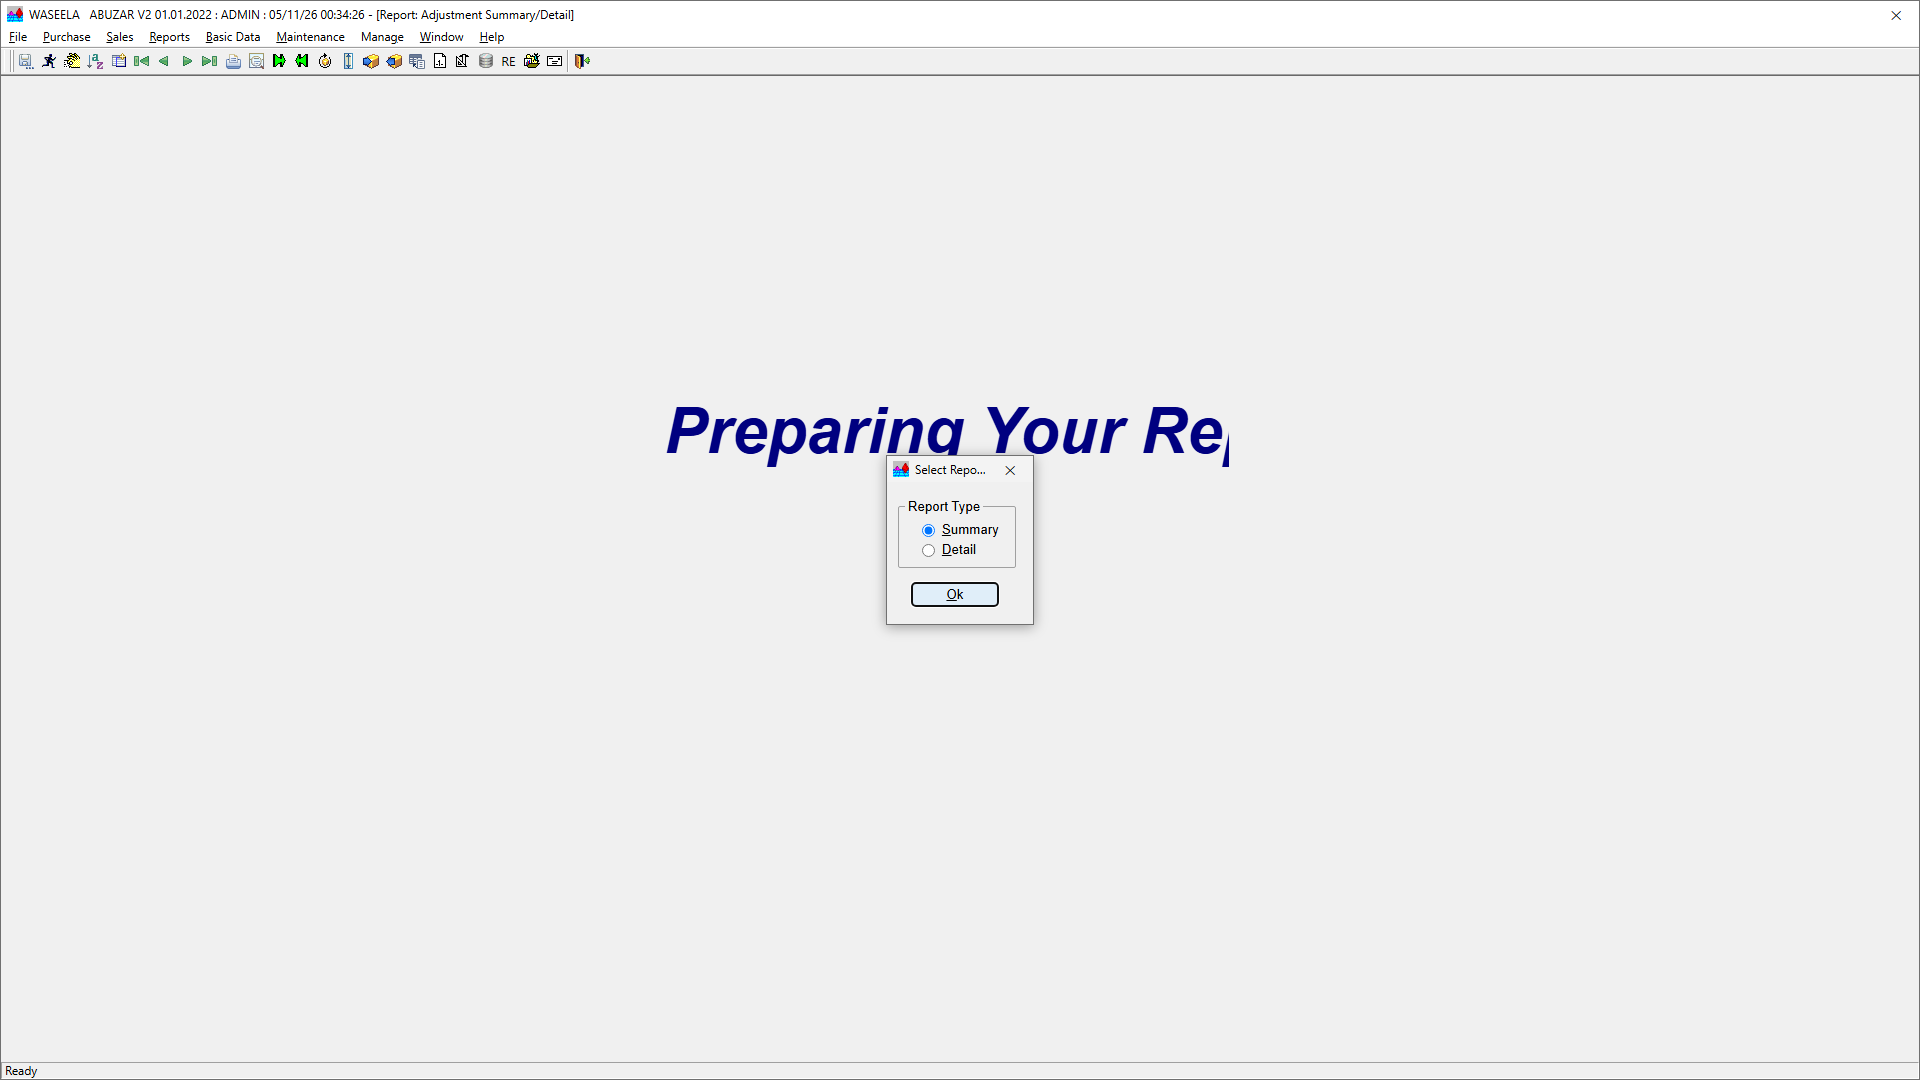 WASEELA ABUZAR V2 01.01.2022 : ADMIN : 05/11/26 00:34:26 - [Report: Adjustment Summary/Detail]
File Purchase Sales Reports Basic Data Maintenance Manage Window Help
RE
Preparing Your Rep
Select Repo...
Report Type
Summary
Detail
Ok
Ready